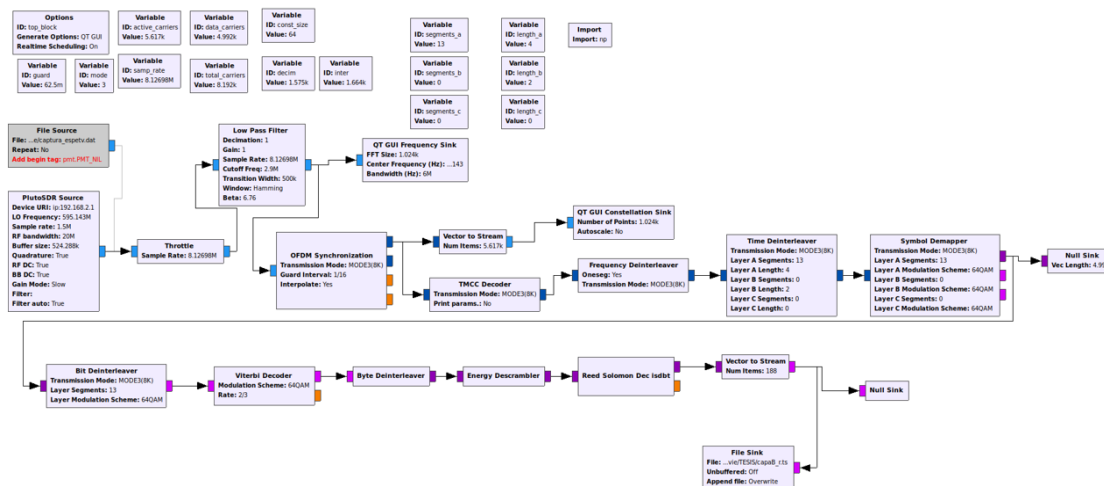 Options
ID: top_block
Generate Options: QT GUI
Realtime Scheduling: On
Variable
ID: active_carriers
Value: 5.617k
Variable
ID: data_carriers
Value: 4.992k
Variable
ID: const_size
Value: 64
Variable
ID: segments_a
Value: 13
Variable
ID: length_a
Value: 4
Import
Import: np
Variable
ID: guard
Value: 62.5m
Variable
ID: mode
Value: 3
Variable
ID: samp_rate
Value: 8.12698M
Variable
ID: total_carriers
Value: 8.192k
Variable
ID: decim
Value: 1.575k
Variable
ID: inter
Value: 1.664k
Variable
ID: segments_b
Value: 0
Variable
ID: length_b
Value: 2
Variable
ID: segments_c
Value: 0
Variable
ID: length_c
Value: 0
File Source
File: ...e/captura_espetv.dat
Repeat: No
Add begin tag: pmt.PMT_NIL
Low Pass Filter
Decimation: 1
Gain: 1
Sample Rate: 8.12698M
Cutoff Freq: 2.9M
Transition Width: 500k
Window: Hamming
Beta: 6.76
QT GUI Frequency Sink
FFT Size: 1.024k
Center Frequency (Hz): ...143
Bandwidth (Hz): 6M
PlutoSDR Source
Device URI: ip:192.168.2.1
LO Frequency: 595.143M
Sample rate: 1.5M
RF bandwidth: 20M
Buffer size: 524.288k
Quadrature: True
RF DC: True
BB DC: True
Gain Mode: Slow
Filter:
Filter auto: True
Throttle
Sample Rate: 8.12698M
OFDM Synchronization
Transmission Mode: MODE3(8K)
Guard Interval: 1/16
Interpolate: Yes
Vector to Stream
Num Items: 5.617k
QT GUI Constellation Sink
Number of Points: 1.024k
Autoscale: No
TMCC Decoder
Transmission Mode: MODE3(8K)
Print params.: No
Frequency Deinterleaver
Oneseg: Yes
Transmission Mode: MODE3(8K)
Time Deinterleaver
Transmission Mode: MODE3(8K)
Layer A Segments: 13
Layer A Length: 4
Layer B Segments: 0
Layer B Length: 2
Layer C Segments: 0
Layer C Length: 0
Symbol Demapper
Transmission Mode: MODE3(8K)
Layer A Segments: 13
Layer A Modulation Scheme: 64QAM
Layer B Segments: 0
Layer B Modulation Scheme: 64QAM
Layer C Segments: 0
Layer C Modulation Scheme: 64QAM
Null Sink
Vec Length: 4.99
Bit Deinterleaver
Transmission Mode: MODE3(8K)
Layer Segments: 13
Layer Modulation Scheme: 64QAM
Viterbi Decoder
Modulation Scheme: 64QAM
Rate: 2/3
Byte Deinterleaver
Energy Descrambler
Reed Solomon Dec isdbt
Vector to Stream
Num Items: 188
Null Sink
File Sink
File: ...vie/TESIS/capaB_r.ts
Unbuffered: Off
Append file: Overwrite